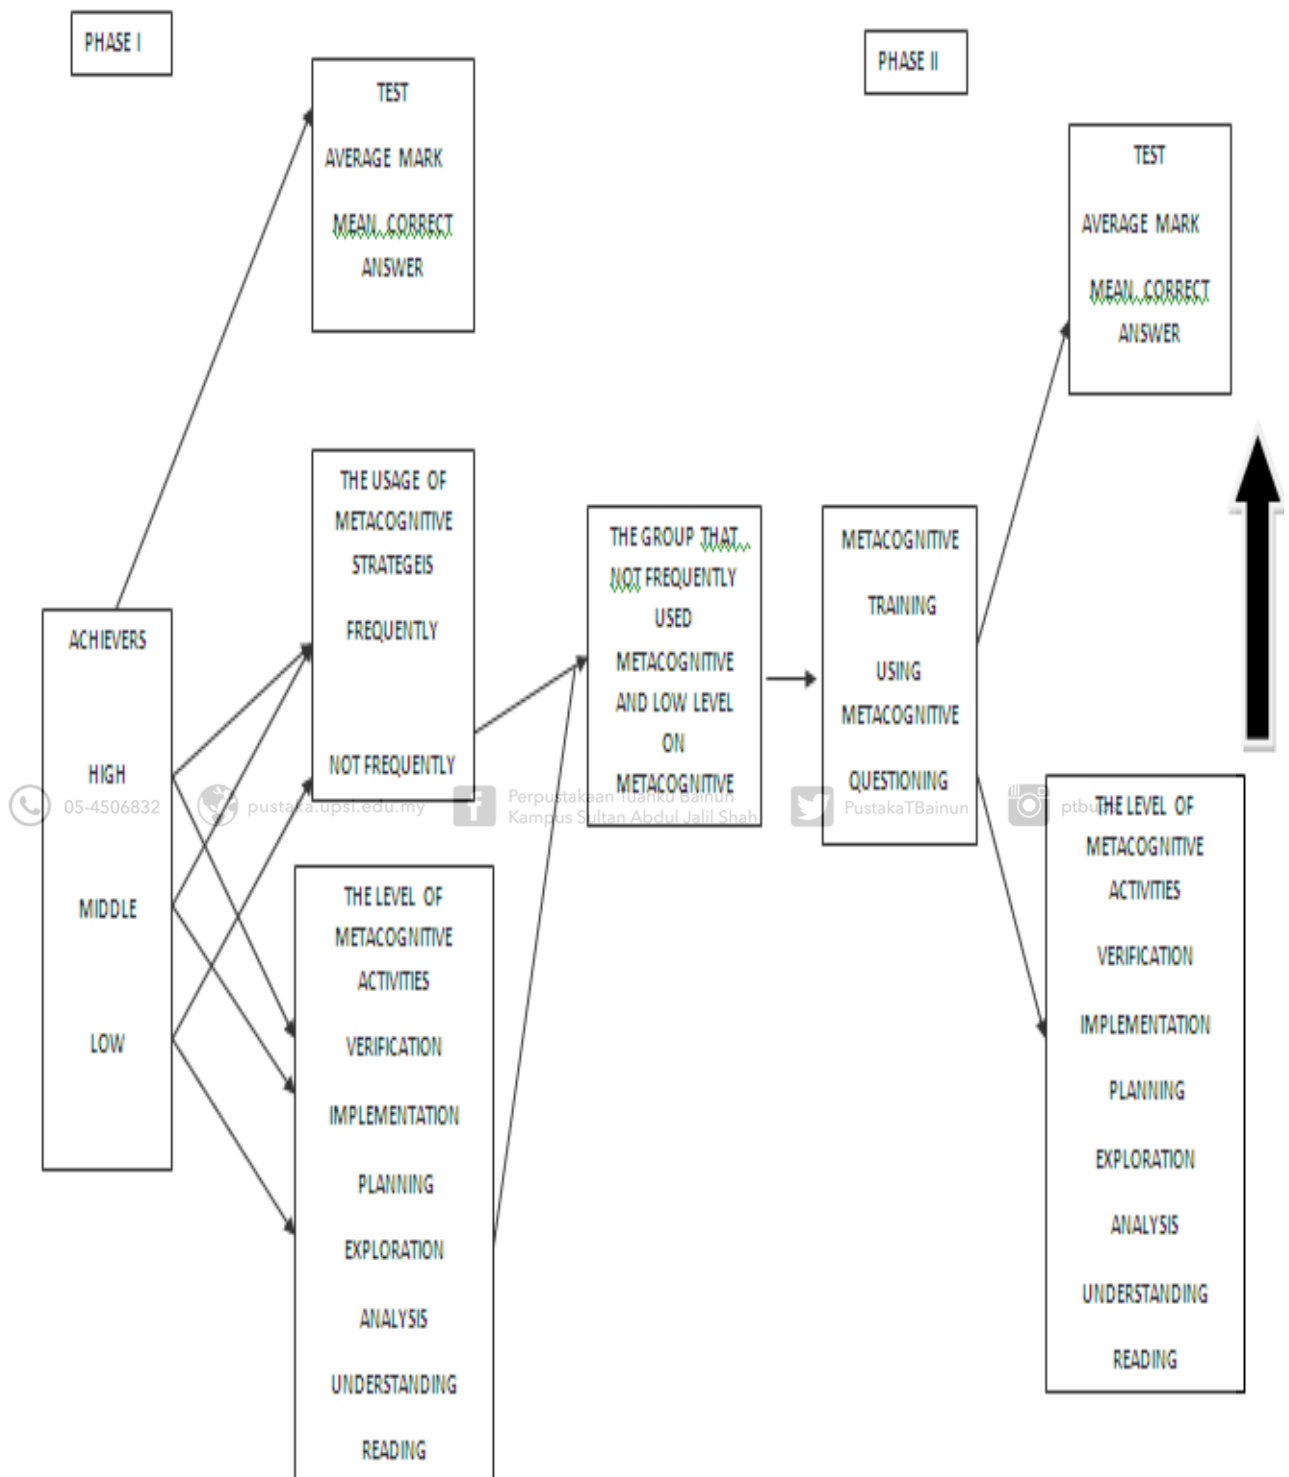 PHASE I
PHASE II
TEST
AVERAGE MARK
MEAN CORRECT
ANSWER
TEST
AVERAGE MARK
MEAN CORRECT
ANSWER
THE USAGE OF
METACOGNITIVE
STRATEGEIS
FREQUENTLY
NOT FREQUENTLY
THE GROUP THAT
NOT FREQUENTLY
USED
METACOGNITIVE
AND LOW LEVEL
ON
METACOGNITIVE
METACOGNITIVE
TRAINING
USING
METACOGNITIVE
QUESTIONING
ACHIEVERS
HIGH
MIDDLE
LOW
05-4506832
pustaka.upsi.edu.my
Perpustakaan Tuanku Bainun
Kampus Sultan Abdul Jalil Shah
PustakaTBainun
THE LEVEL OF
METACOGNITIVE
ACTIVITIES
VERIFICATION
IMPLEMENTATION
PLANNING
EXPLORATION
ANALYSIS
UNDERSTANDING
READING
THE LEVEL OF
METACOGNITIVE
ACTIVITIES
VERIFICATION
IMPLEMENTATION
PLANNING
EXPLORATION
ANALYSIS
UNDERSTANDING
READING